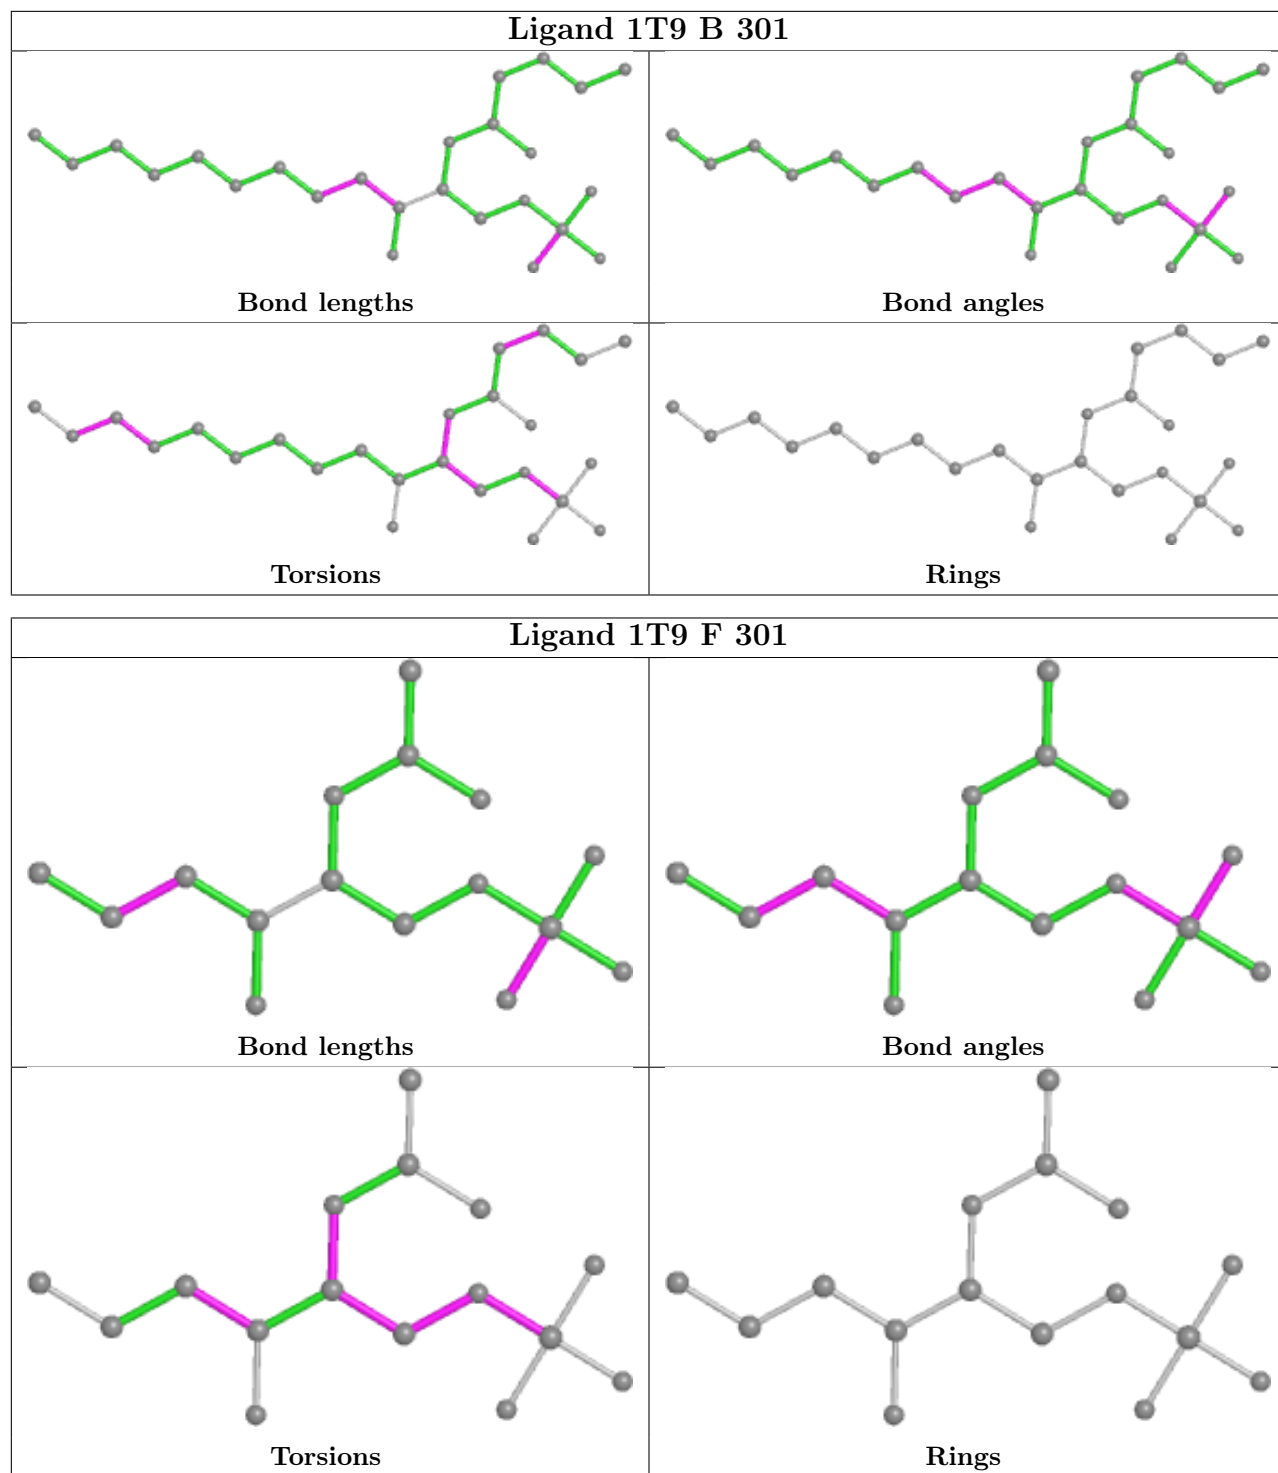 Ligand 1T9 B 301
Bond lengths
Bond angles
Torsions
Rings
Ligand 1T9 F 301
Bond lengths
Bond angles
Torsions
Rings